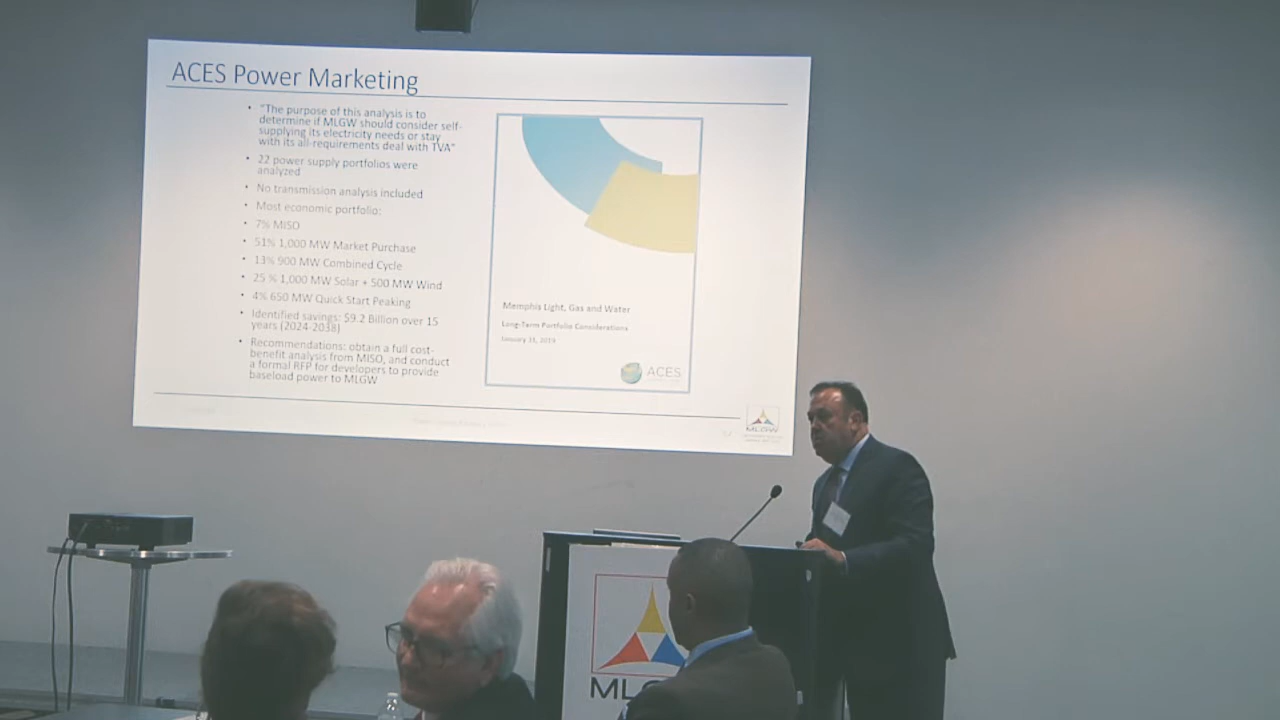 ACES Power Marketing
• "The purpose of this analysis is to
determine if MLGW should consider self-
supplying its electricity needs or stay
with its all-requirements deal with TVA"
• 22 power supply portfolios were
analyzed
• No transmission analysis included
• Most economic portfolio:
• 7% MISO
• 51% 1,000 MW Market Purchase
• 13% 900 MW Combined Cycle
• 25 % 1,000 MW Solar + 500 MW Wind
• 4% 650 MW Quick Start Peaking
• Identified savings: $9.2 Billion over 15
years (2024-2038)
• Recommendations: obtain a full cost-
benefit analysis from MISO, and conduct
a formal RFP for developers to provide
baseload power to MLGW
Memphis Light, Gas and Water
Long-Term Portfolio Considerations
January 31, 2019
ACES
MLGW